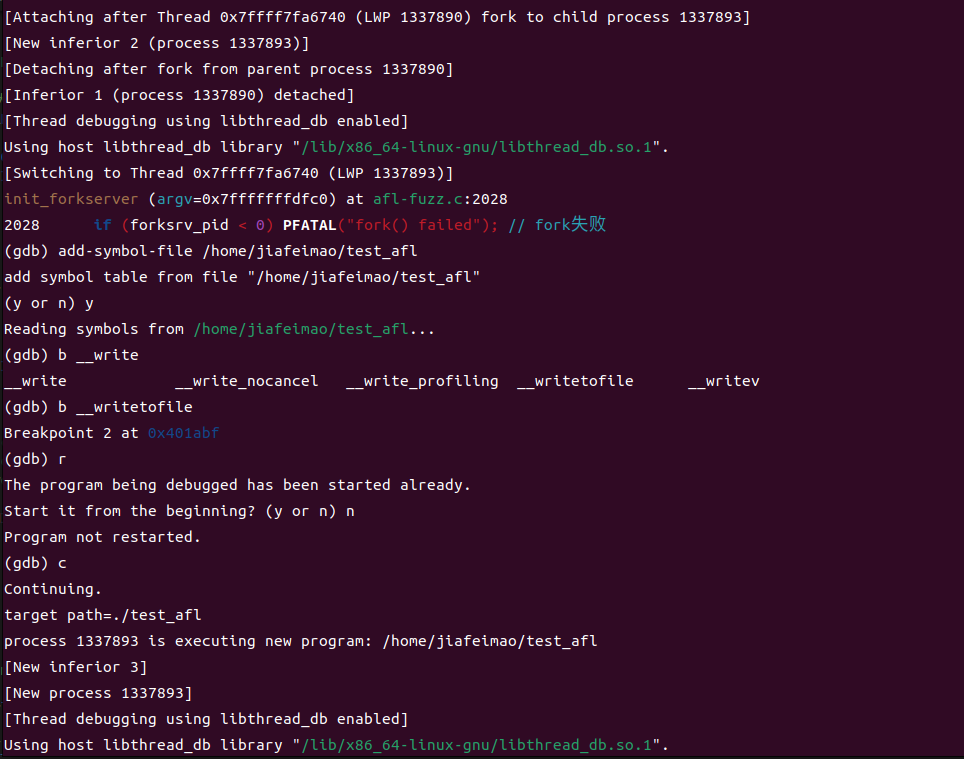 [Attaching after Thread 0x7ffff7fa6740 (LWP 1337890) fork to child process 1337893]
[New inferior 2 (process 1337893)]
[Detaching after fork from parent process 1337890]
[Inferior 1 (process 1337890) detached]
[Thread debugging using libthread_db enabled]
Using host libthread_db library "/lib/x86_64-linux-gnu/libthread_db.so.1".
[Switching to Thread 0x7ffff7fa6740 (LWP 1337893)]
init_forkserver (argv=0x7fffffffdfc0) at afl-fuzz.c:2028
2028      if (forksrv_pid < 0) PFATAL("fork() failed"); // fork失败
(gdb) add-symbol-file /home/jiafeimao/test_afl
add symbol table from file "/home/jiafeimao/test_afl"
(y or n) y
Reading symbols from /home/jiafeimao/test_afl...
(gdb) b __write
__write            __write_nocancel   __write_profiling  __writetofile      __writev
(gdb) b __writetofile
Breakpoint 2 at 0x401abf
(gdb) r
The program being debugged has been started already.
Start it from the beginning? (y or n) n
Program not restarted.
(gdb) c
Continuing.
target path=./test_afl
process 1337893 is executing new program: /home/jiafeimao/test_afl
[New inferior 3]
[New process 1337893]
[Thread debugging using libthread_db enabled]
Using host libthread_db library "/lib/x86_64-linux-gnu/libthread_db.so.1".